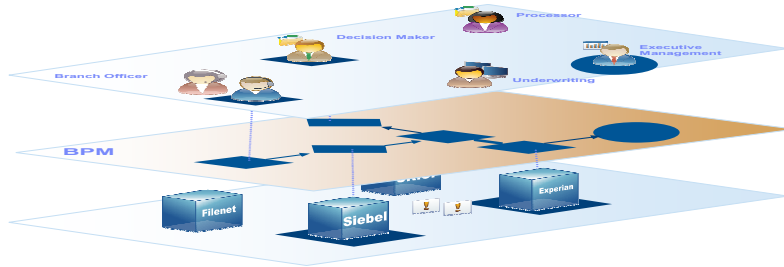 Processor
Decision Maker
Executive
Management
Branch Officer
Underwriting
BPM
Experian
Filenet
Siebel